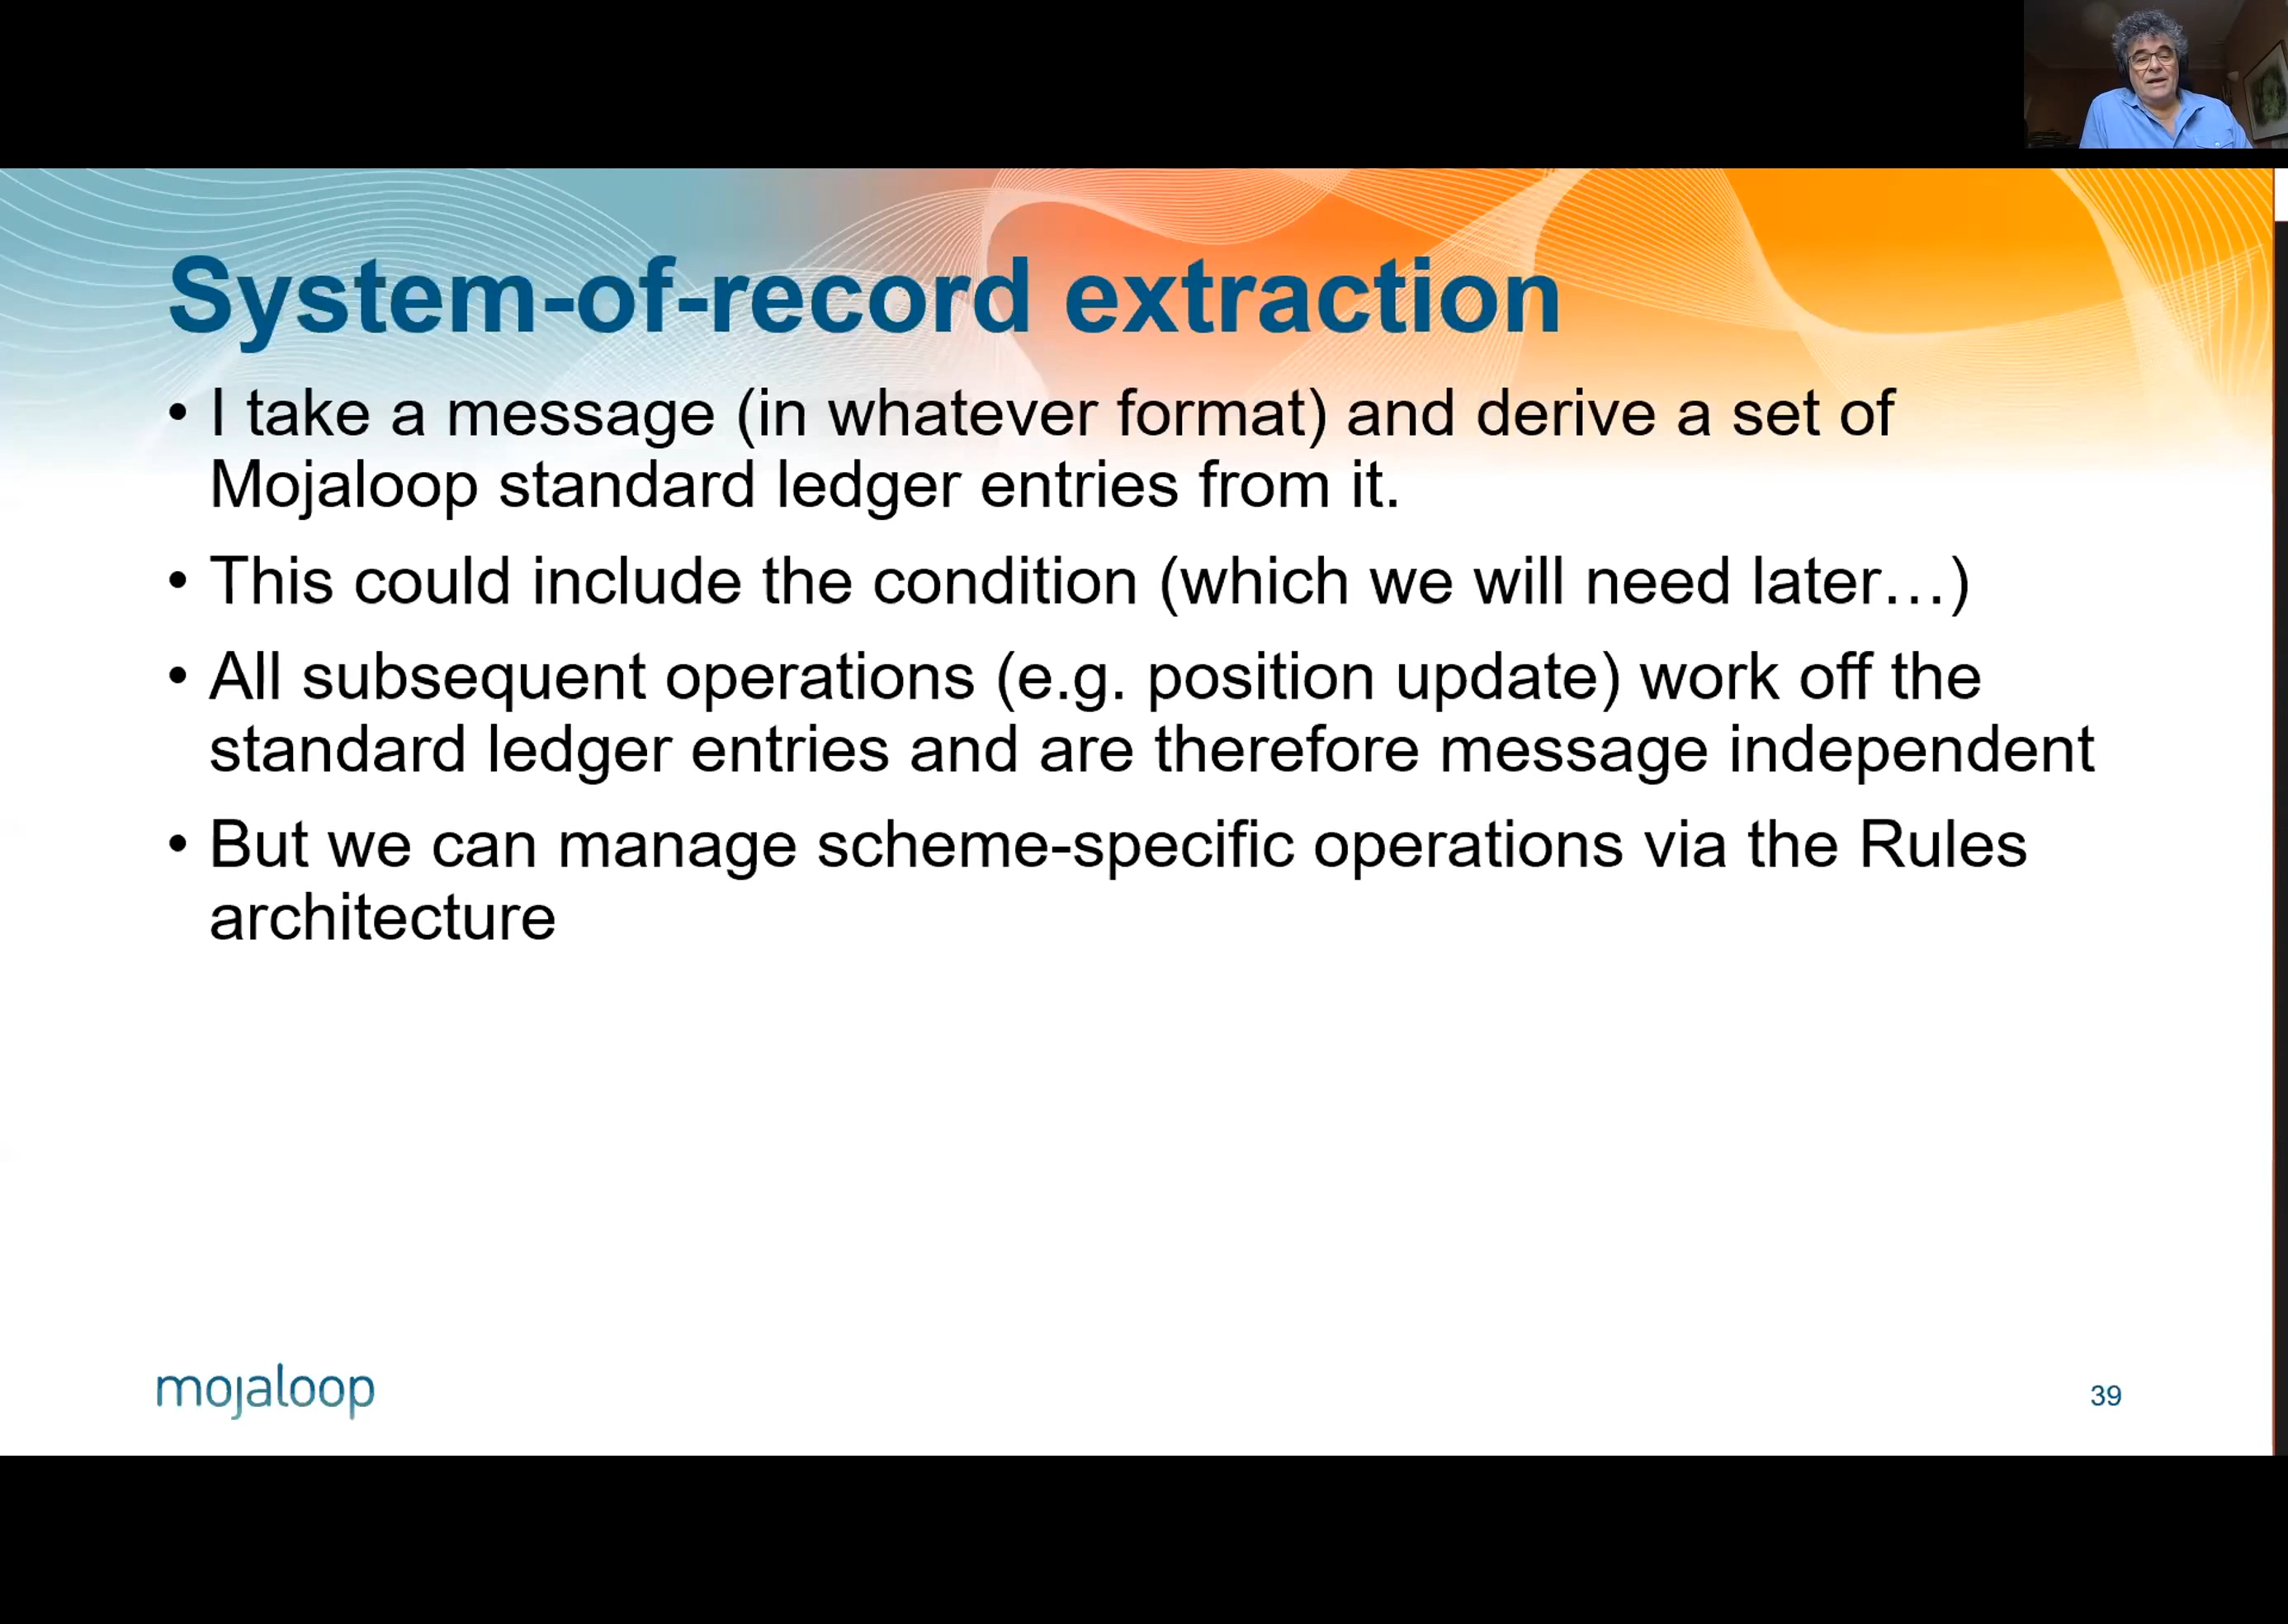 System-of-record extraction
• I take a message (in whatever format) and derive a set of
Mojaloop standard ledger entries from it.
• This could include the condition (which we will need later…)
• All subsequent operations (e.g. position update) work off the
standard ledger entries and are therefore message independent
• But we can manage scheme-specific operations via the Rules
architecture
mojaloop
39